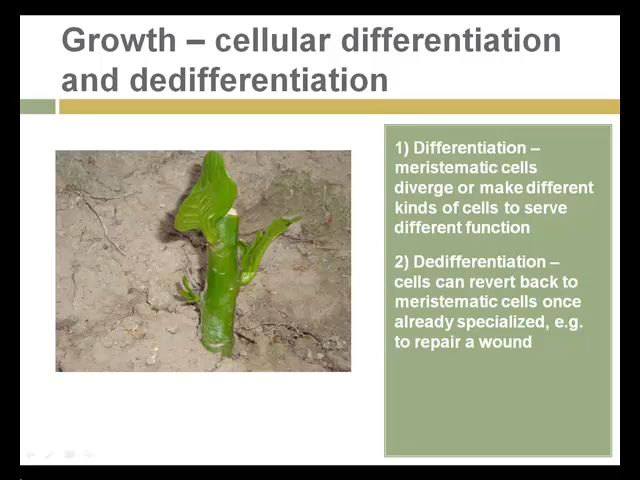 Growth – cellular differentiation
and dedifferentiation
1) Differentiation –
meristematic cells
diverge or make different
kinds of cells to serve
different function
2) Dedifferentiation –
cells can revert back to
meristematic cells once
already specialized, e.g.
to repair a wound